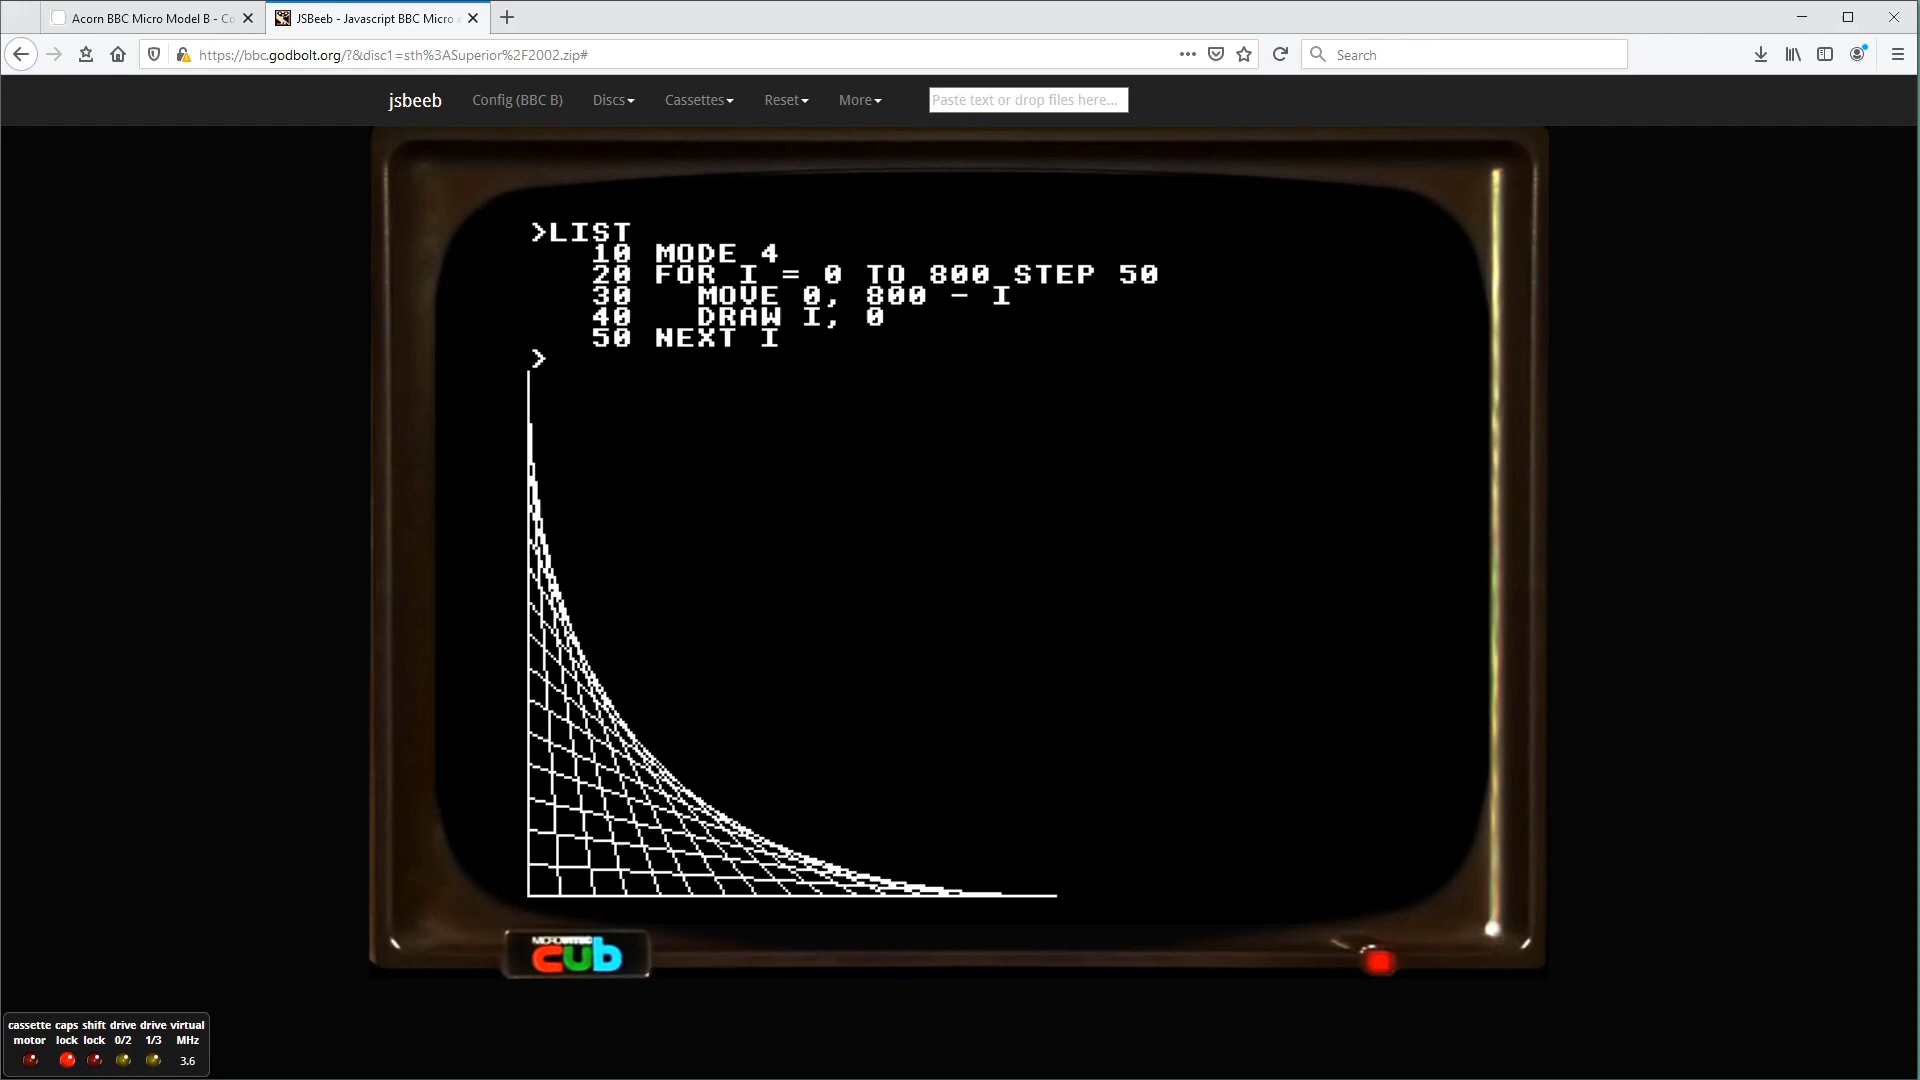 Acorn BBC Micro Model B - Co
JSBeeb - Javascript BBC Micro e
https://bbc.godbolt.org/?&disc1=sth%3ASuperior%2F2002.zip#
Search
jsbeeb Config (BBC B) Discs Cassettes Reset More Paste text or drop files here...
>LIST
10 MODE 4
20 FOR I = 0 TO 800 STEP 50
30 MOVE 0, 800 - I
40 DRAW I, 0
50 NEXT I
>
MICROVITEC
cub
cassette caps shift drive drive virtual
motor lock lock 0/2 1/3 MHz
3.6